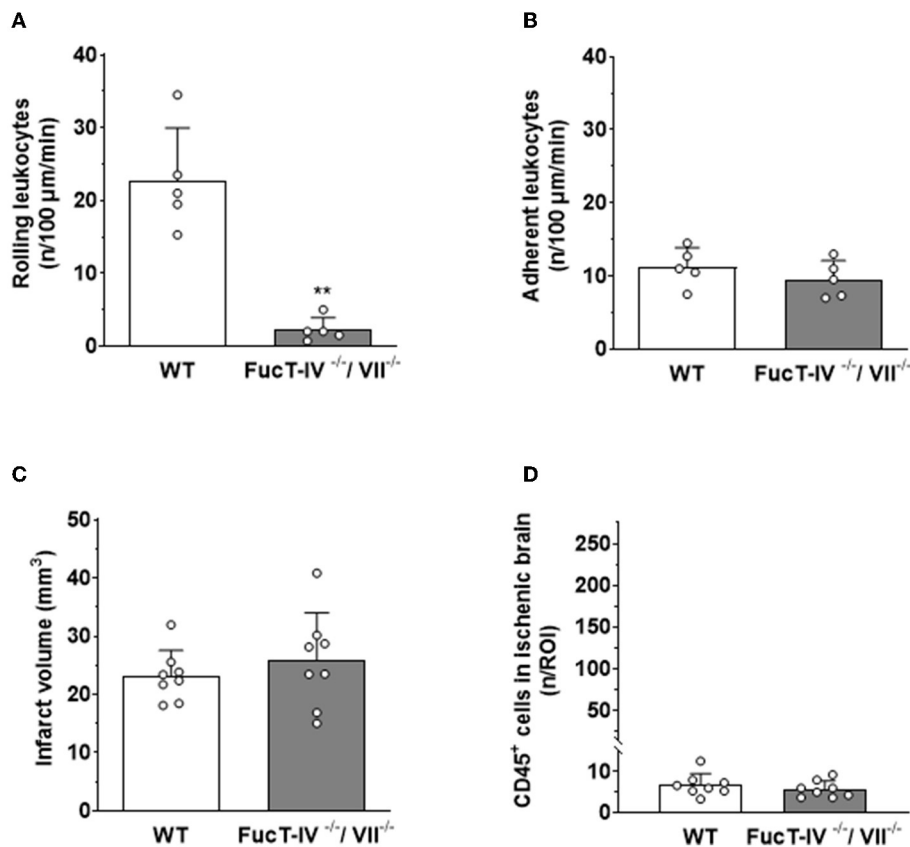 A
Rolling leukocytes
(n/100 µm/min)
40
30
20
10
0
**
WT
FucT-IV -/-/ VII-/-
B
Adherent leukocytes
(n/100 µm/min)
40
30
20
10
0
WT
FucT-IV -/-/ VII-/-
C
Infarct volume (mm3)
50
40
30
20
10
0
WT
FucT-IV -/-/ VII-/-
D
CD45+ cells in ischenic brain
(n/ROI)
250
200
150
100
50
10
0
WT
FucT-IV -/-/ VII-/-